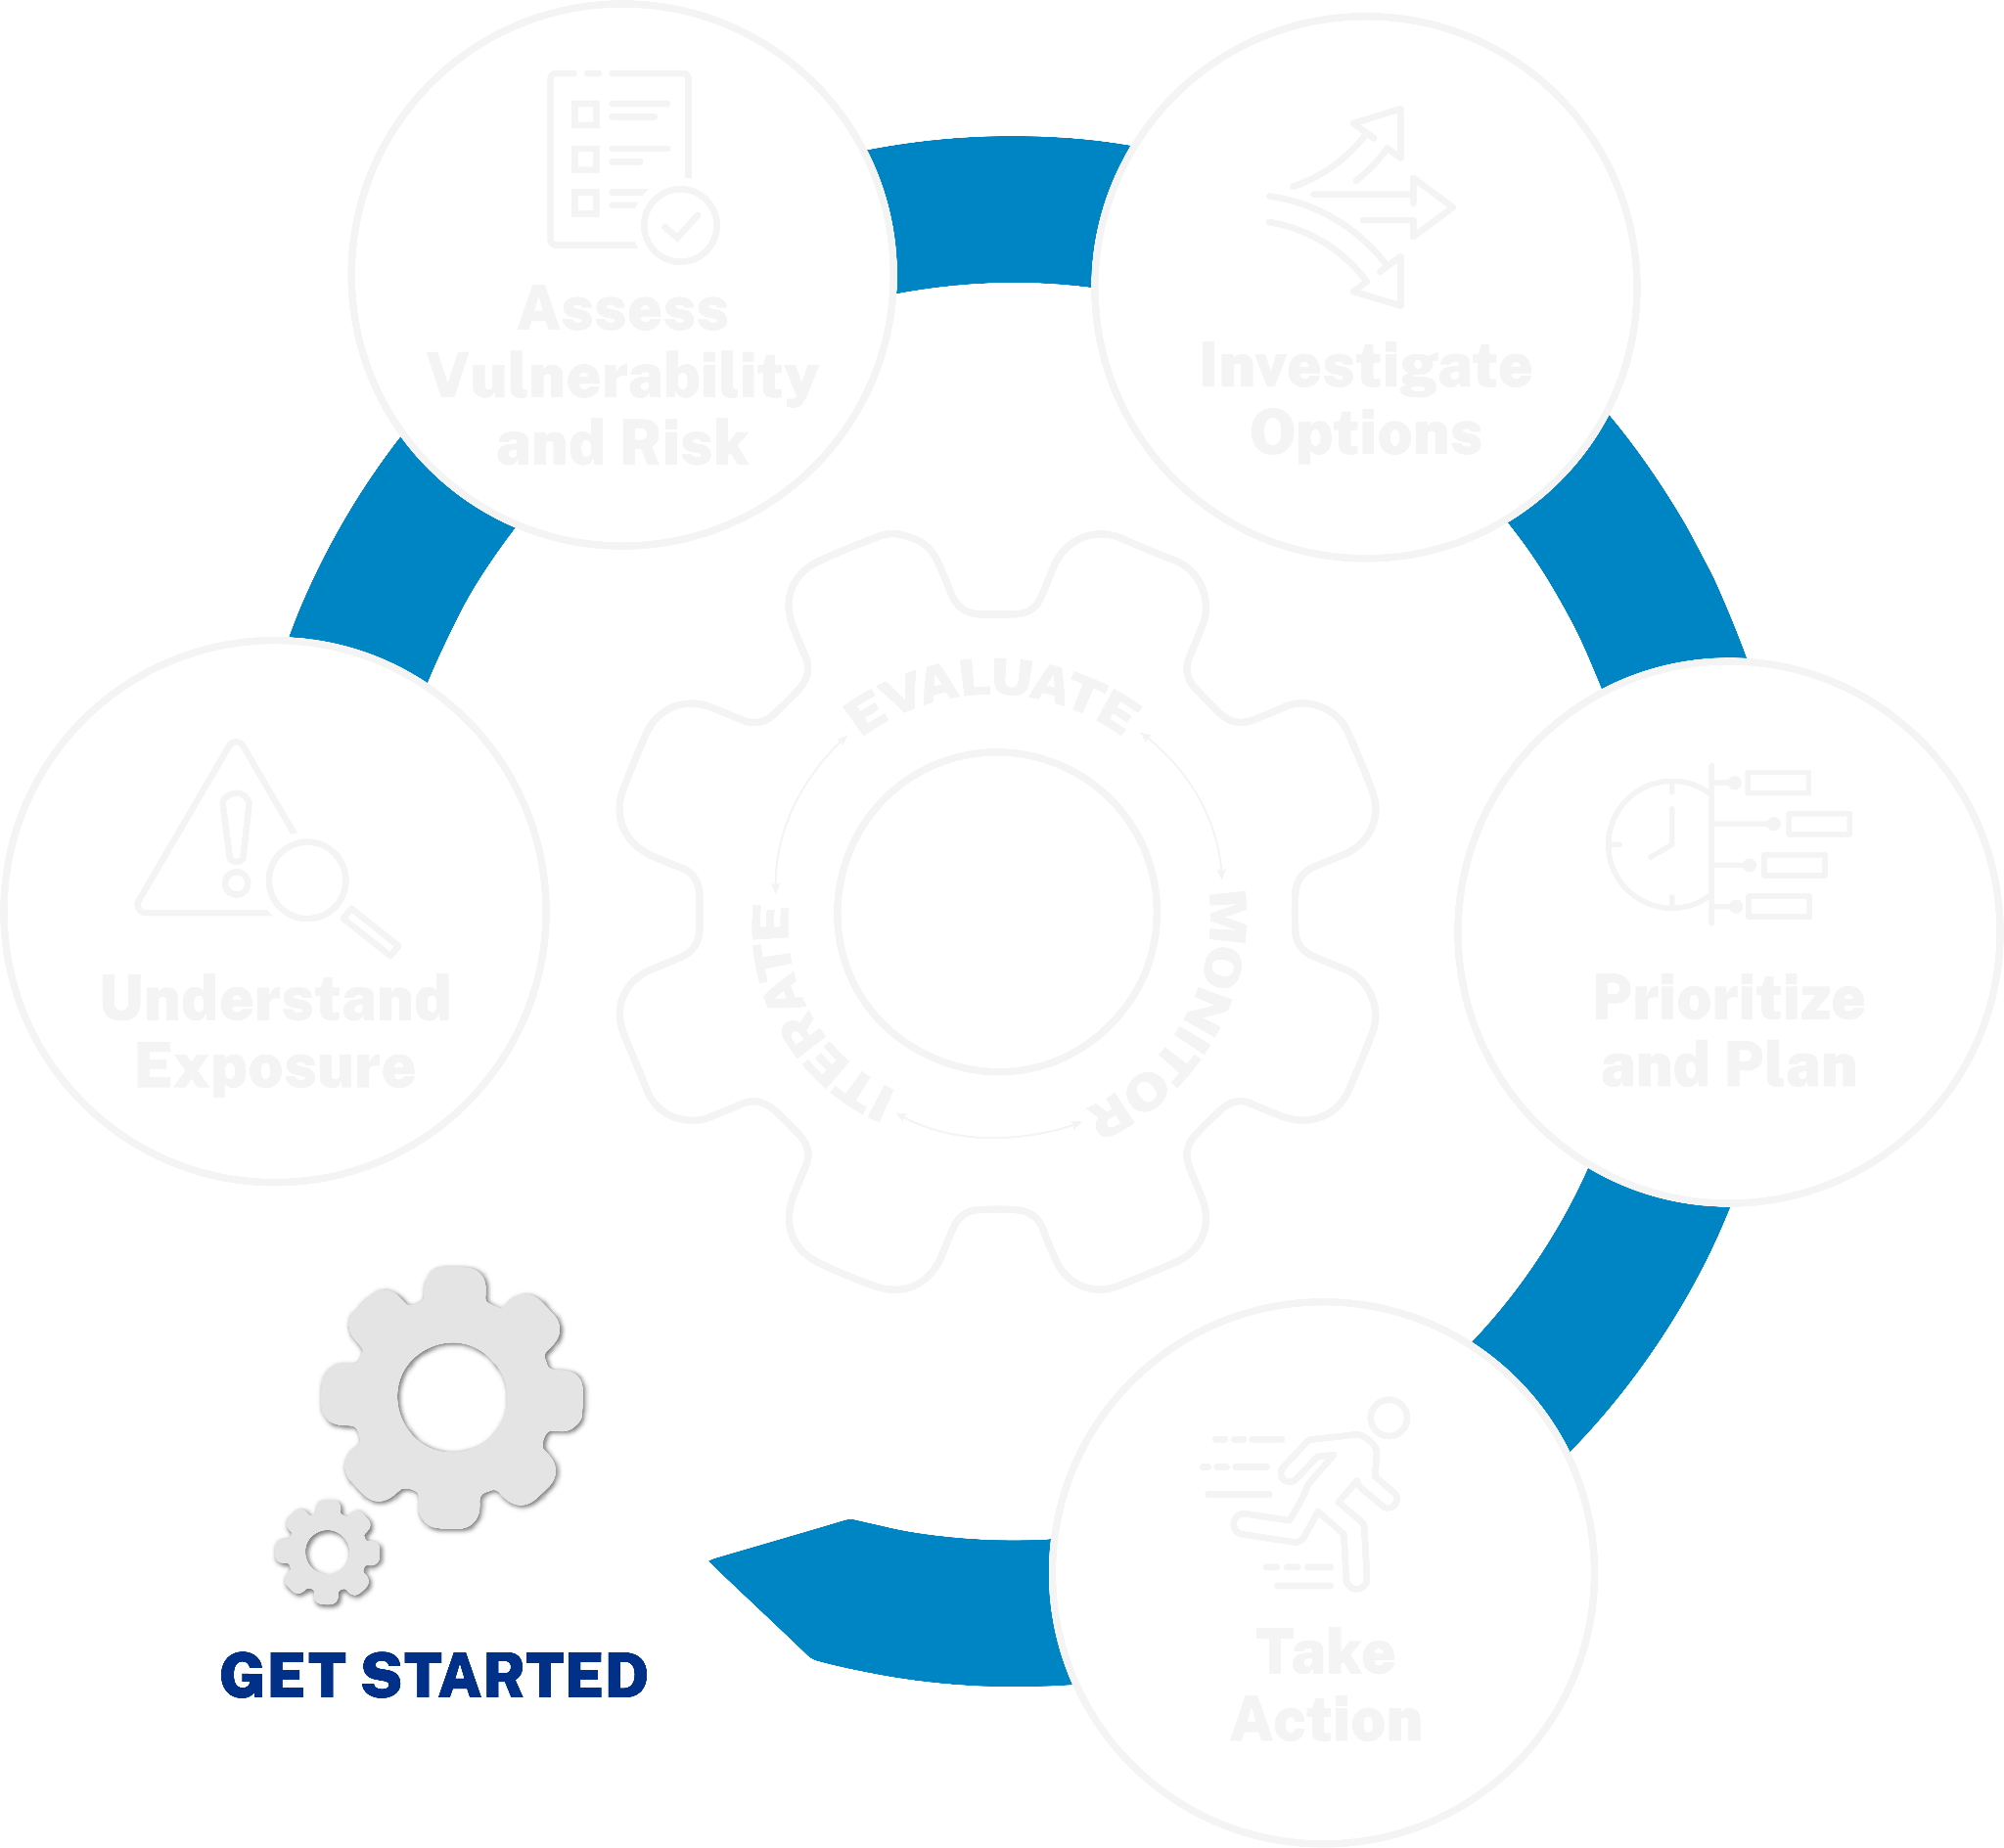 Assess
Vulnerability
and Risk
Investigate
Options
Understand
Exposure
EVALUATE
MONITOR
ITERATE
Prioritize
and Plan
Take
Action
GET STARTED